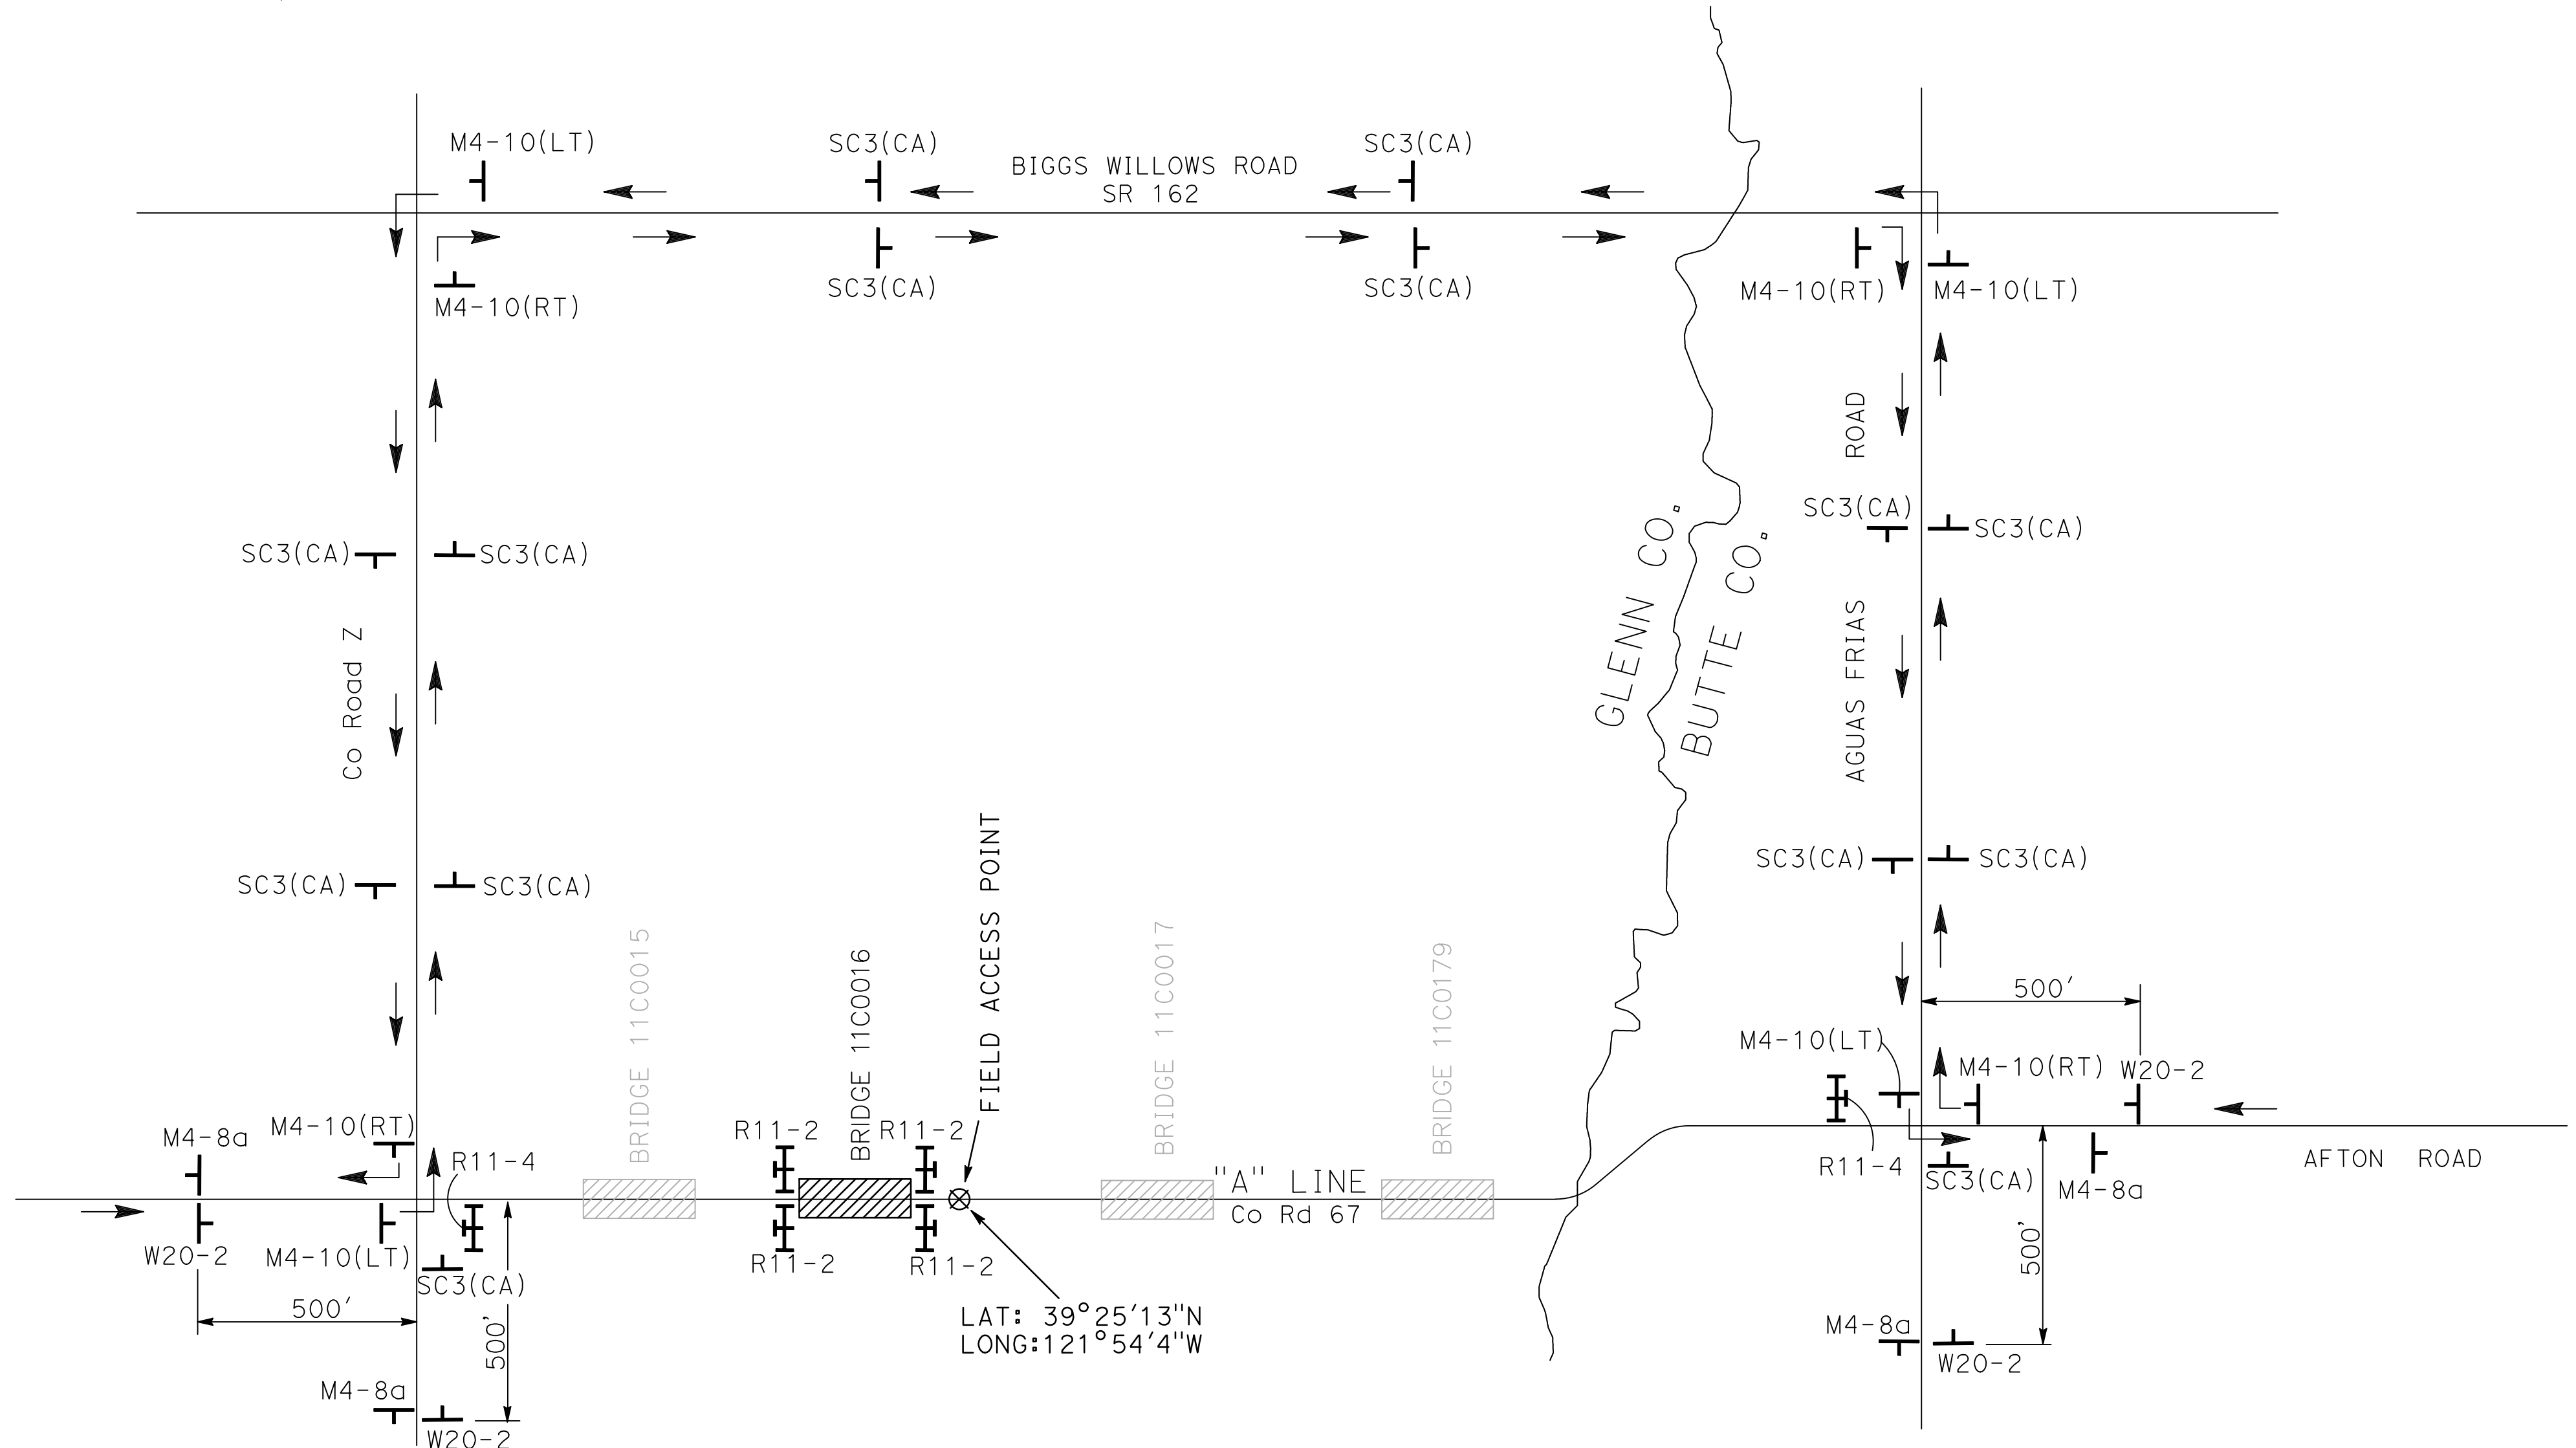 M4-10(LT)
SC3(CA)
SC3(CA)
BIGGS WILLOWS ROAD
SR 162
M4-10(RT)
SC3(CA)
SC3(CA)
M4-10(RT)
M4-10(LT)
SC3(CA)
SC3(CA)
Co Road Z
SC3(CA)
SC3(CA)
GLENN CO.
BUTTE CO.
AGUAS FRIAS ROAD
SC3(CA)
SC3(CA)
SC3(CA)
SC3(CA)
BRIDGE 11C0015
BRIDGE 11C0016
FIELD ACCESS POINT
BRIDGE 11C0017
BRIDGE 11C0179
500'
M4-10(LT)
M4-10(RT)
W20-2
R11-4
SC3(CA)
M4-8a
AFTON ROAD
500'
M4-8a
W20-2
M4-8a
M4-10(RT)
R11-4
R11-2
R11-2
"A" LINE
Co Rd 67
W20-2
M4-10(LT)
SC3(CA)
R11-2
R11-2
500'
500'
LAT: 39°25'13"N
LONG:121°54'4"W
M4-8a
W20-2